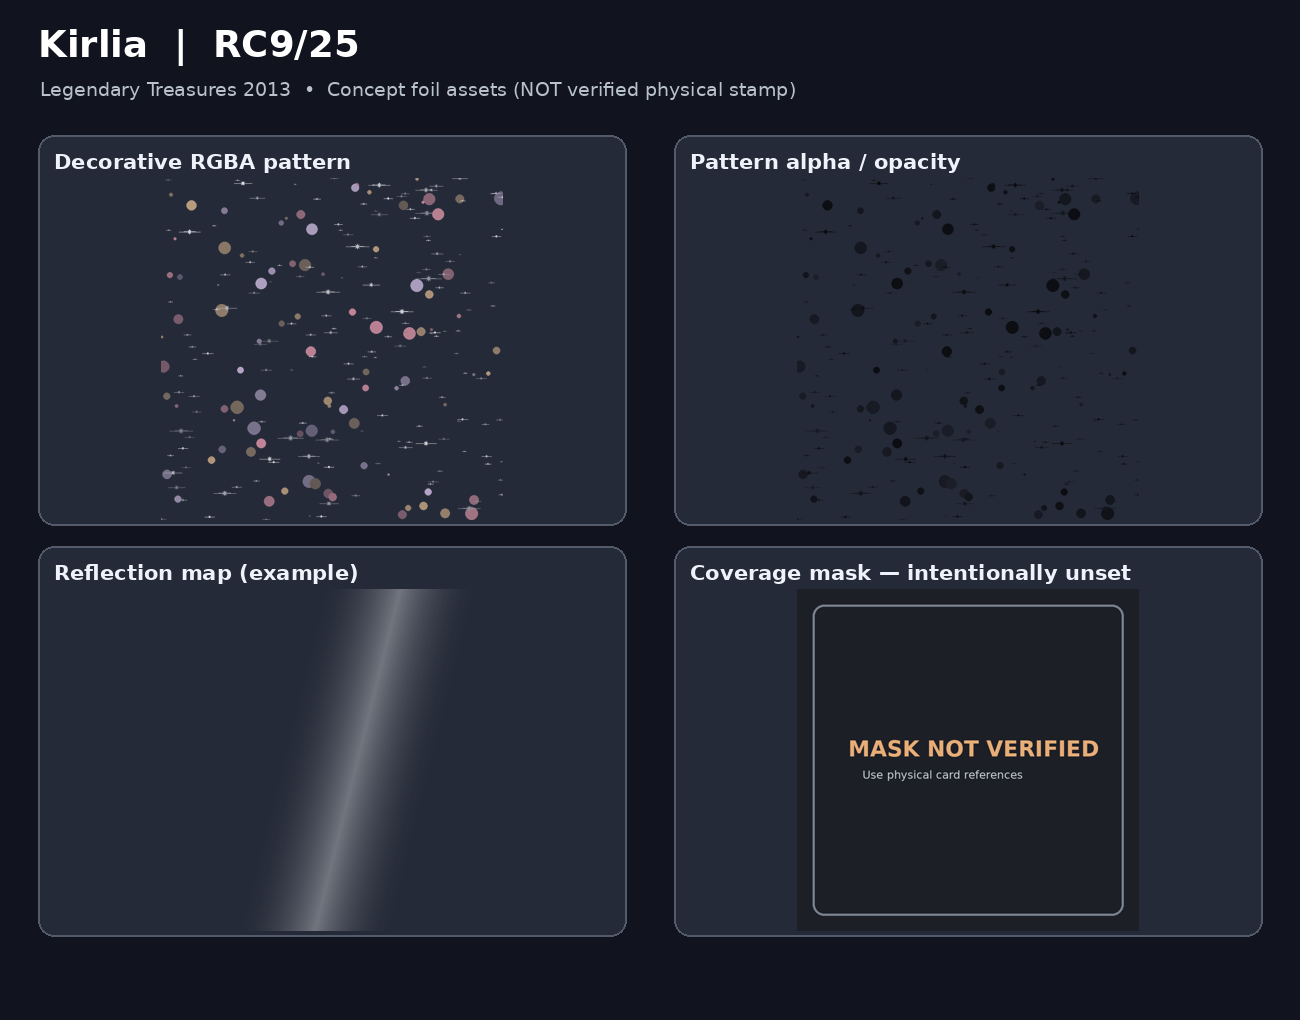 Kirlia | RC9/25
Legendary Treasures 2013 • Concept foil assets (NOT verified physical stamp)
Decorative RGBA pattern
Pattern alpha / opacity
Reflection map (example)
Coverage mask — intentionally unset
MASK NOT VERIFIED
Use physical card references